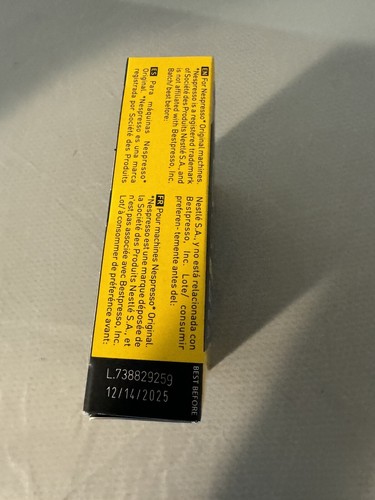 EN For Nespresso* Original machines.
*Nespresso is a registered trademark
of Société des Produits Nestlé S.A., and
is not affiliated with Bestpresso, Inc.
Batch/ best before:
ES Para máquinas Nespresso*
Original. *Nespresso es una marca
registrada por Société des Produits
Nestlé S.A., y no está relacionada con
Bestpresso, Inc. Lote/ consumir
preferen- temente antes del:
FR Pour machines Nespresso* Original.
*Nespresso est une marque déposée de
la Société des Produits Nestlé S.A., et
n'est pas associée avec Bestpresso, Inc.
Lot/ à consommer de préférence avant:
BEST BEFORE
L.738829259
12/14/2025